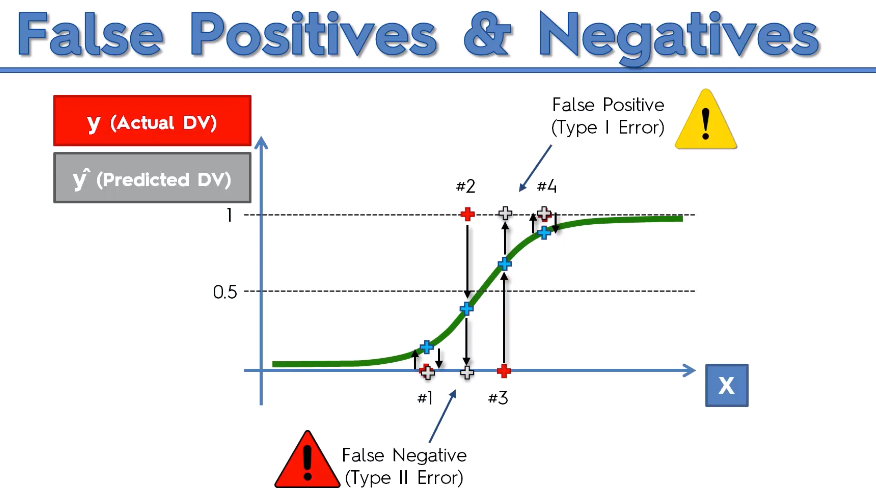 False Positives & Negatives
y (Actual DV)
ŷ (Predicted DV)
False Positive
(Type I Error)
!
#2
#4
1
0.5
#1
#3
X
!
False Negative
(Type II Error)